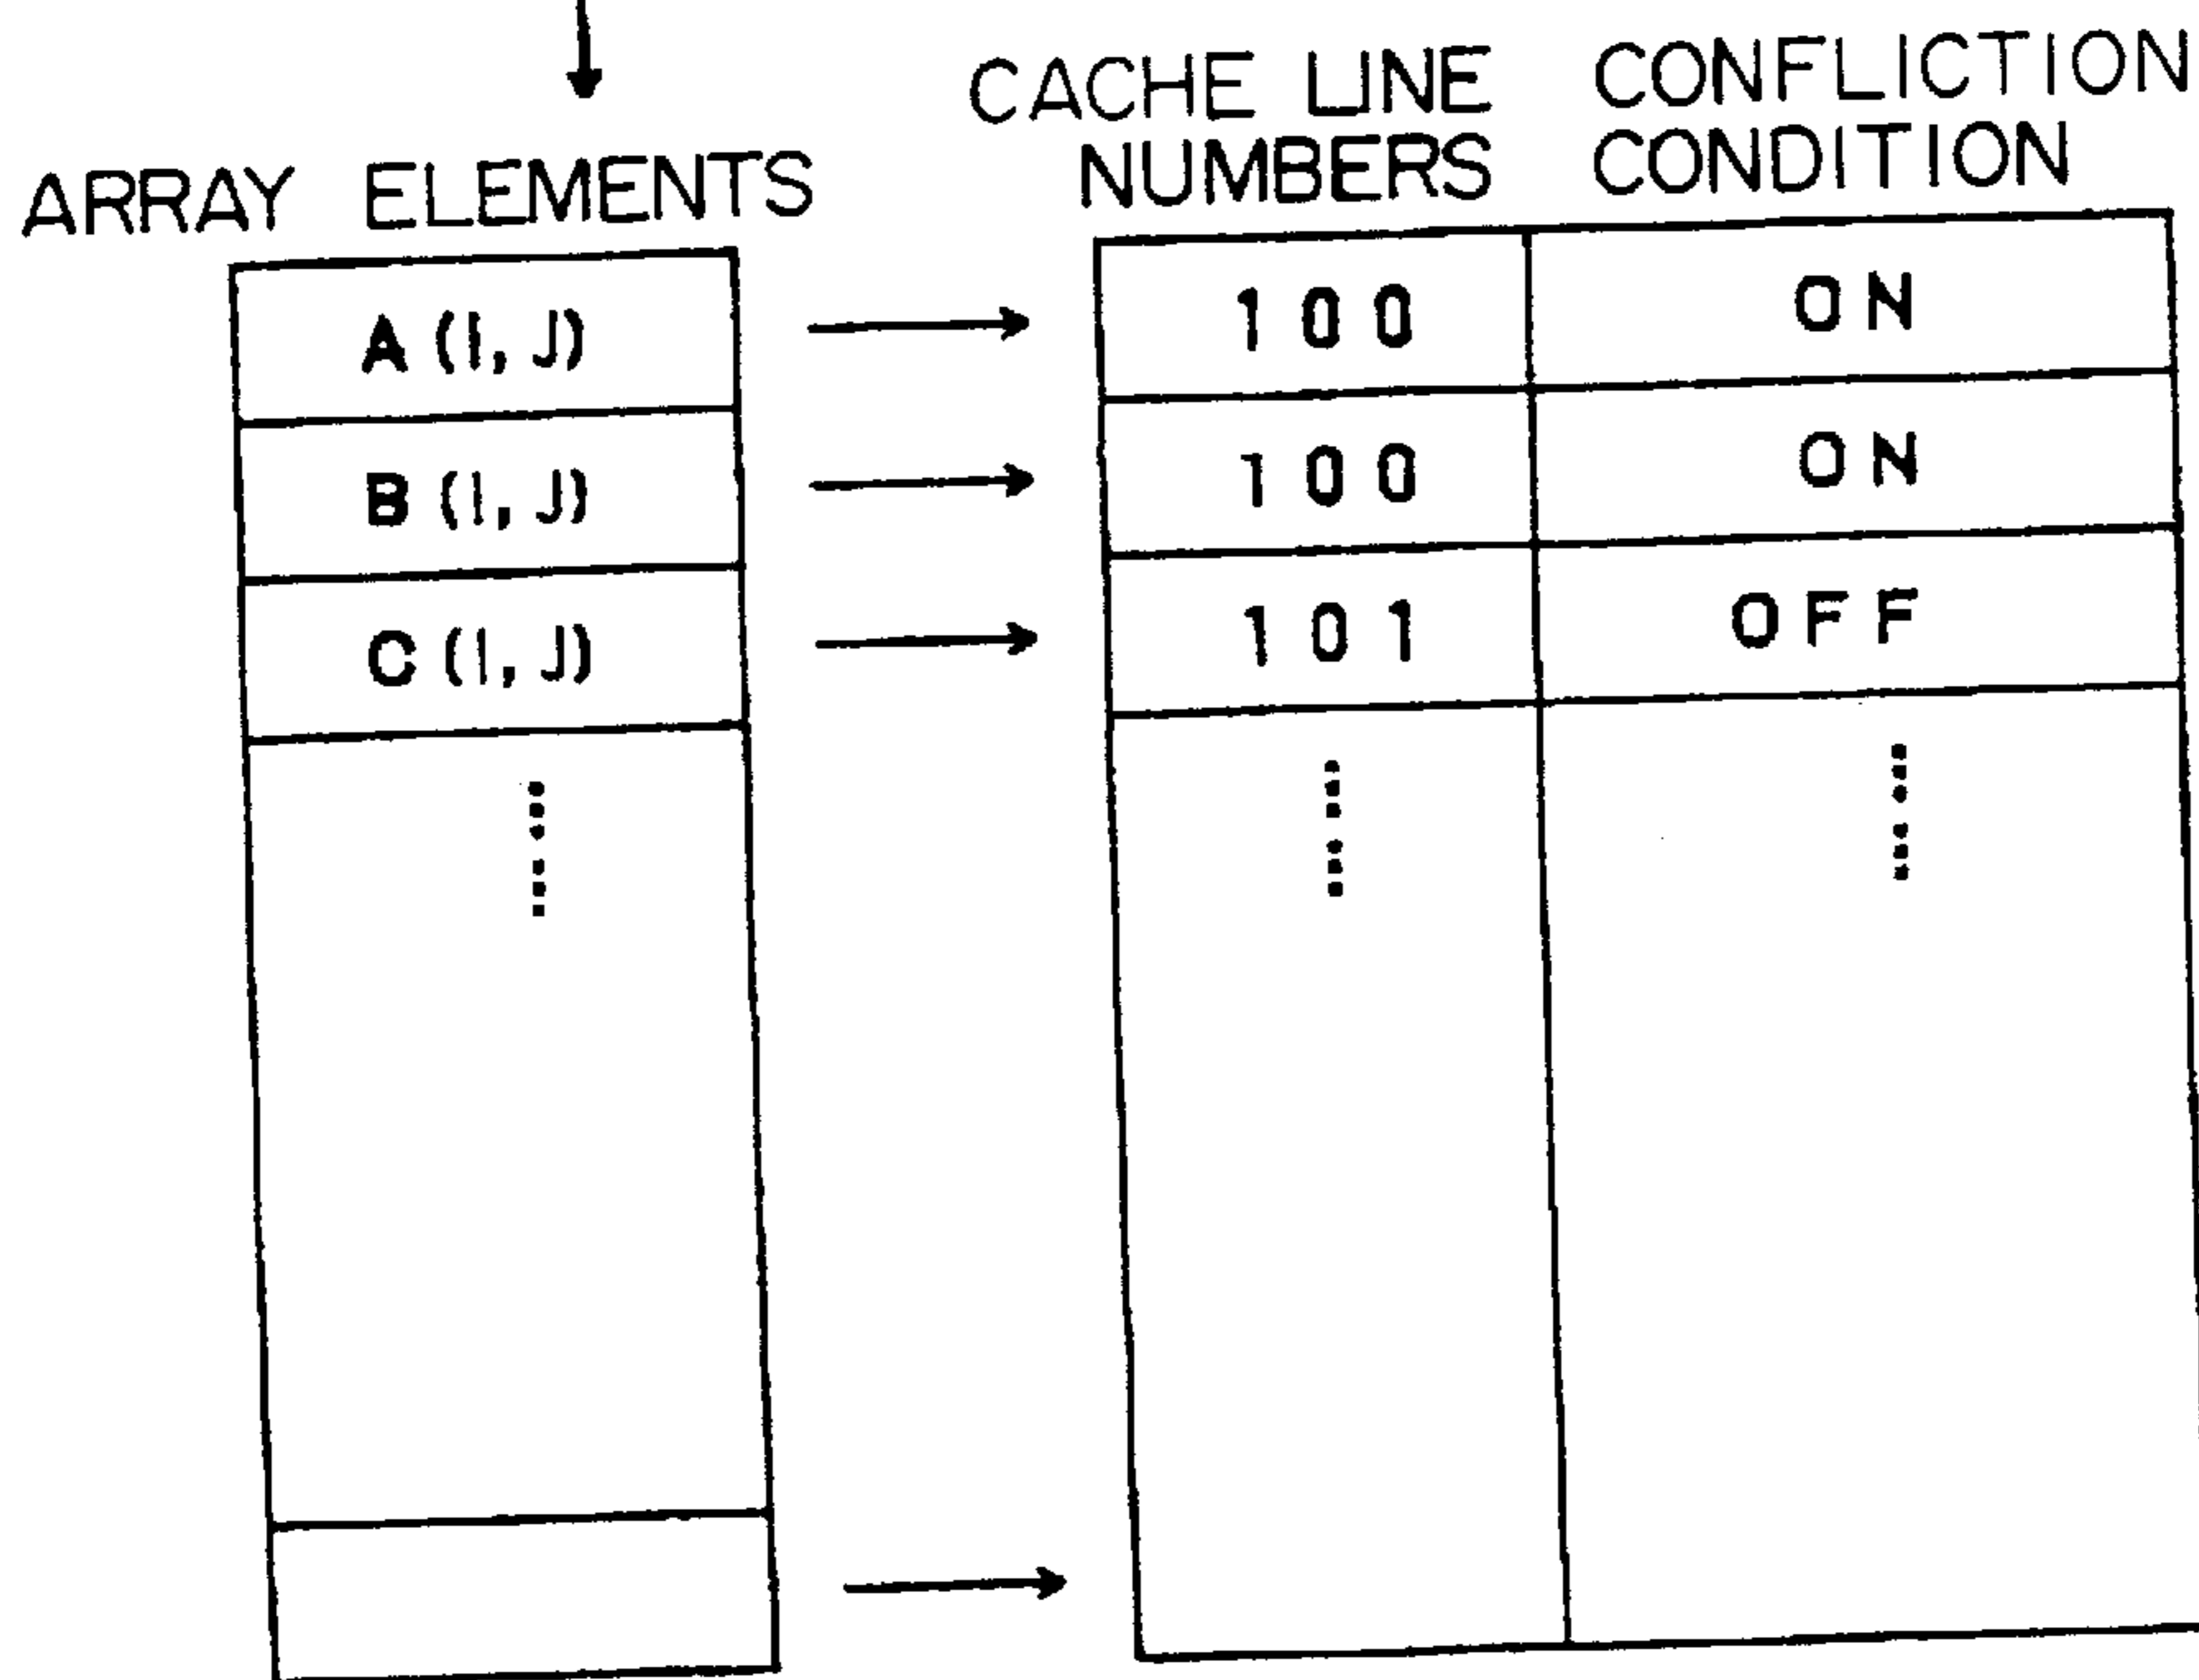 CACHE LINE CONFLICTION
ARRAY ELEMENTS NUMBERS CONDITION
A (I, J) 100 ON
B (I, J) 100 ON
C (I, J) 101 OFF